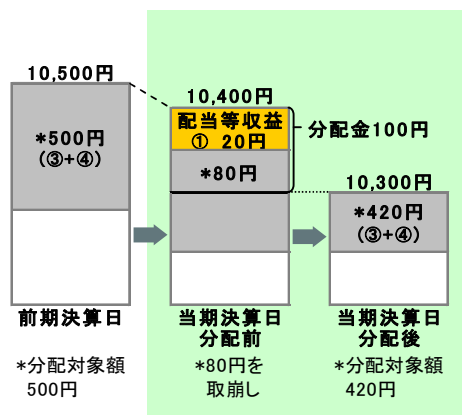 10,500円
*500円
(③+④)
前期決算日
*分配対象額
500円
10,400円
配当等収益
① 20円
*80円
分配金100円
当期決算日
分配前
*80円を
取崩し
10,300円
*420円
(③+④)
当期決算日
分配後
*分配対象額
420円